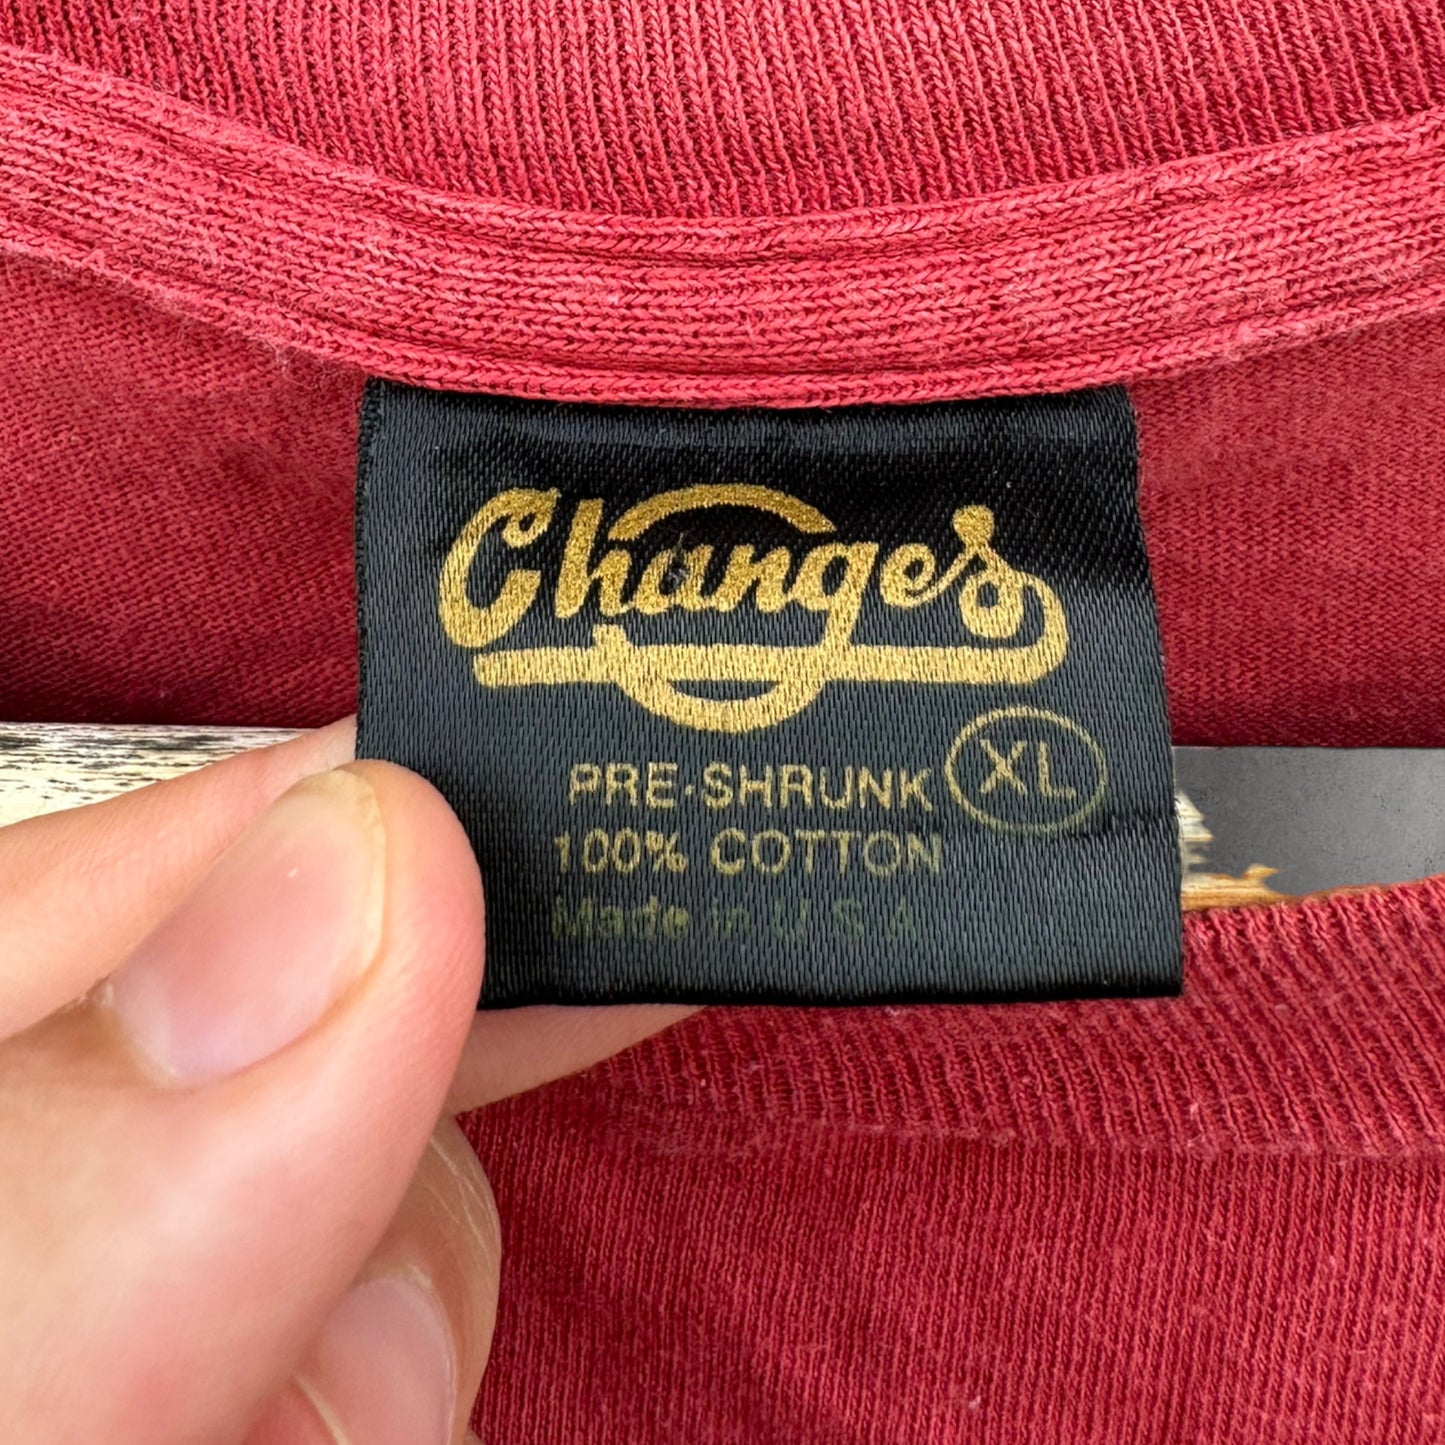 Changes
PRE-SHRUNK XL
100% COTTON
Made in U S A